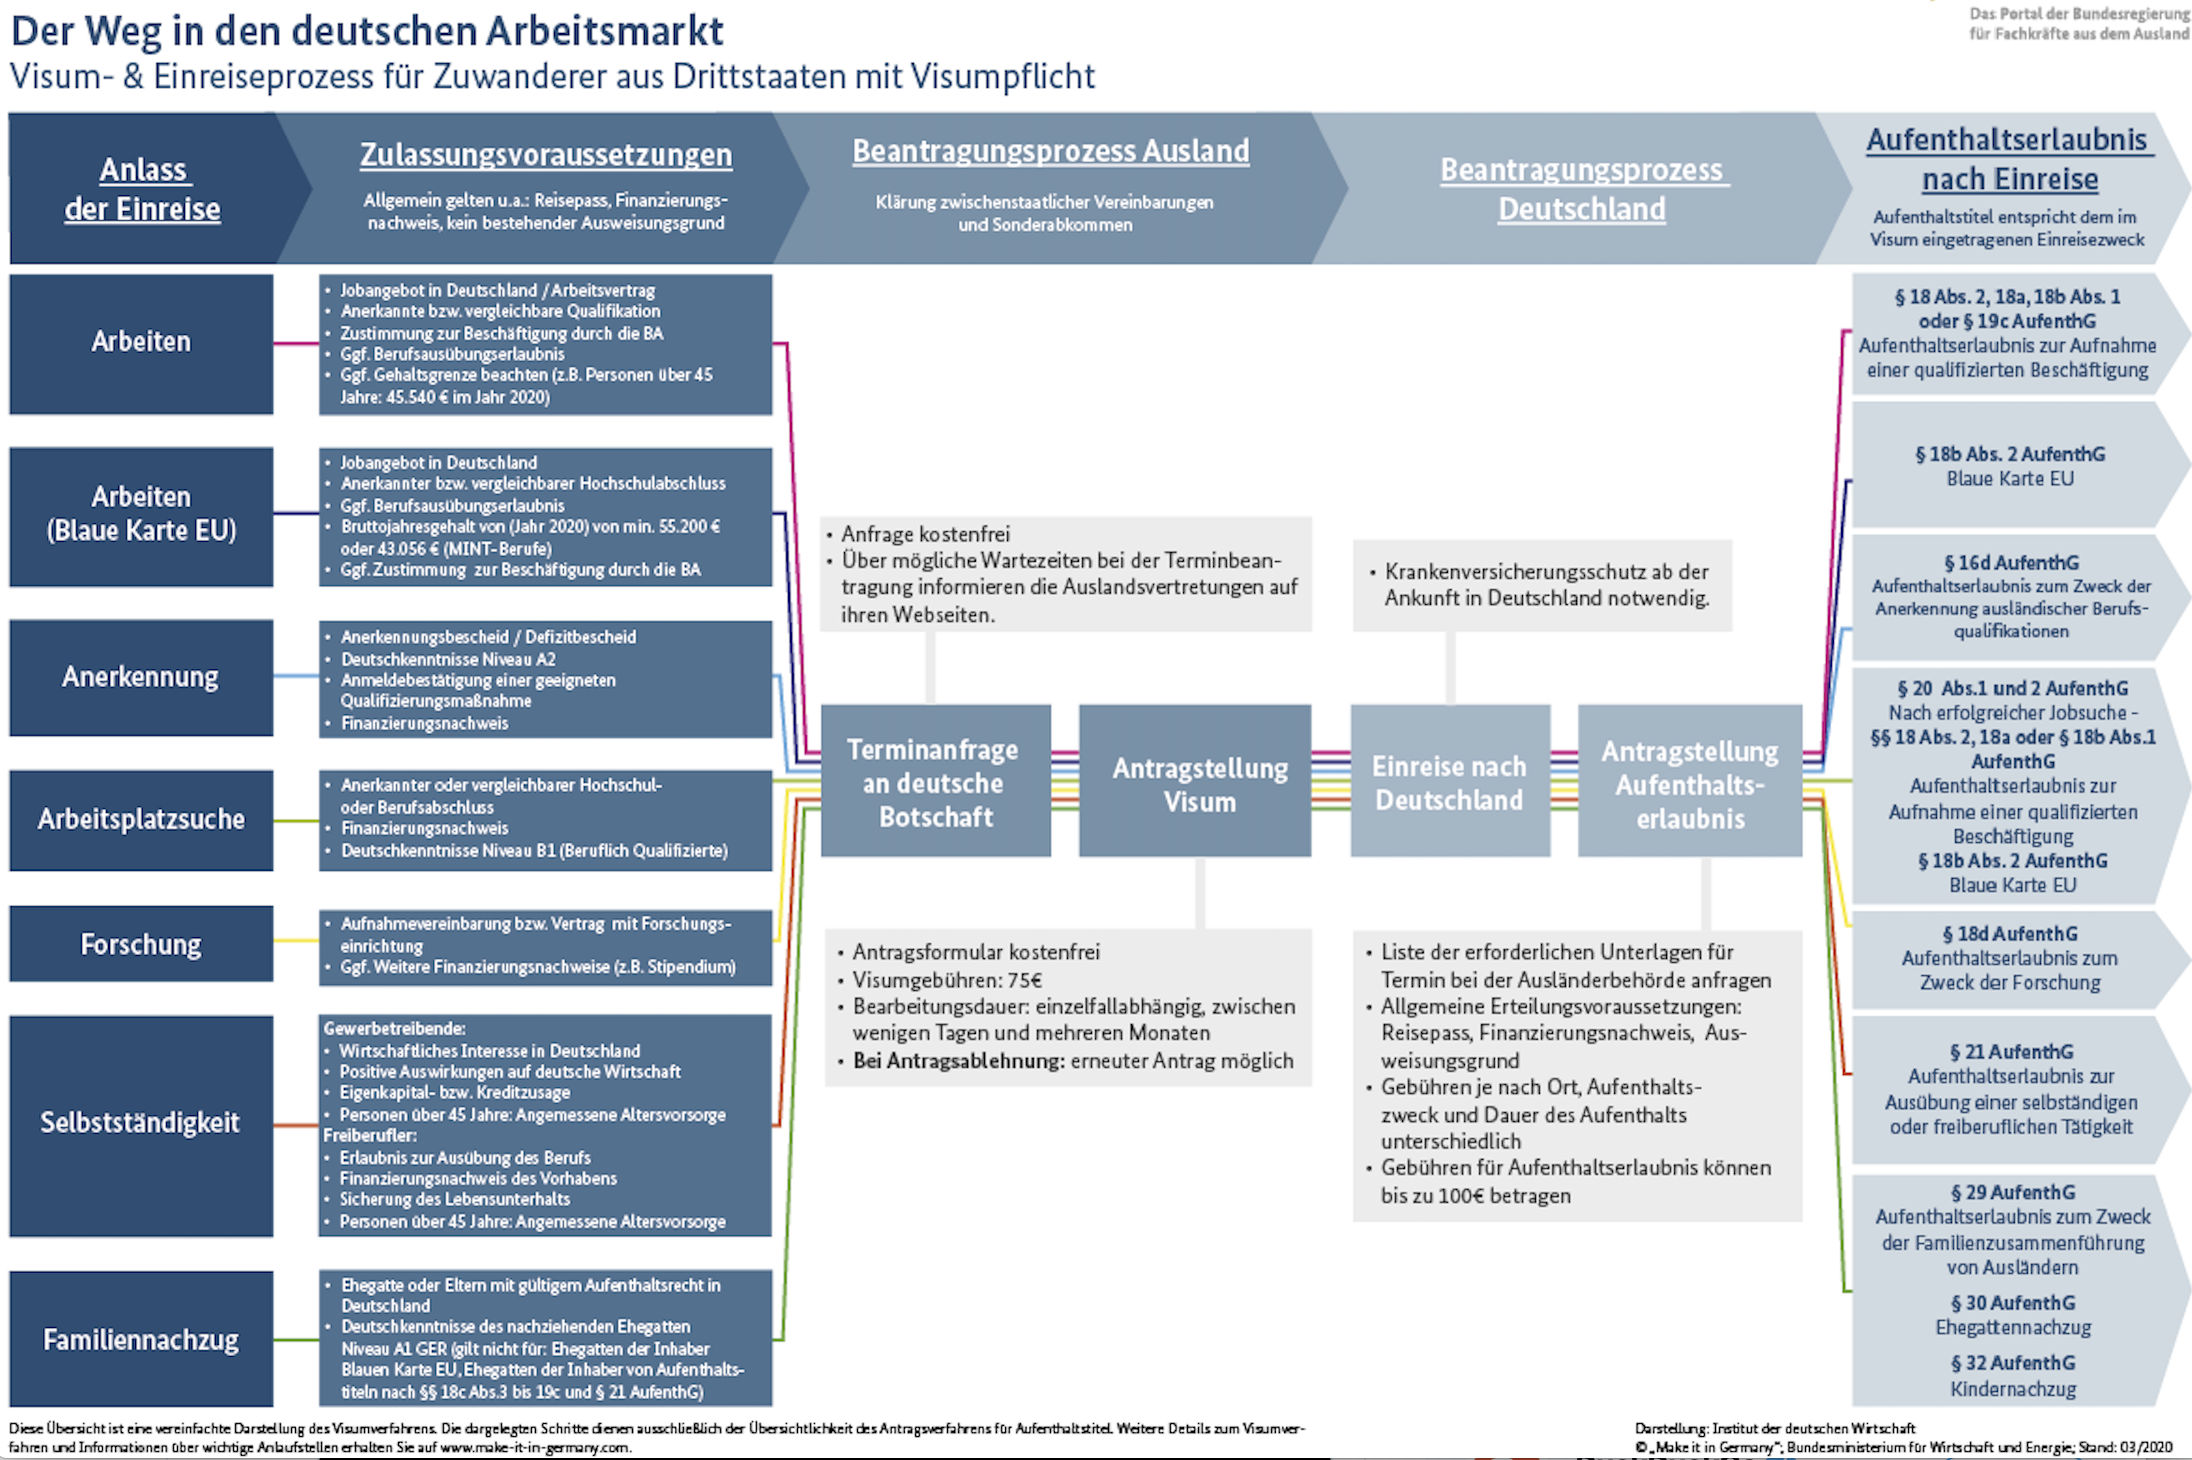 Das Portal der Bundesregierung
für Fachkräfte aus dem Ausland
Der Weg in den deutschen Arbeitsmarkt
Visum- & Einreiseprozess für Zuwanderer aus Drittstaaten mit Visumpflicht
Anlass
der Einreise
Zulassungsvoraussetzungen
Allgemein gelten u.a.: Reisepass, Finanzierungs-
nachweis, kein bestehender Ausweisungsgrund
Beantragungsprozess Ausland
Klärung zwischenstaatlicher Vereinbarungen
und Sonderabkommen
Beantragungsprozess
Deutschland
Aufenthaltserlaubnis
nach Einreise
Aufenthaltstitel entspricht dem im
Visum eingetragenen Einreisezweck
Arbeiten
• Jobangebot in Deutschland / Arbeitsvertrag
• Anerkannte bzw. vergleichbare Qualifikation
• Zustimmung zur Beschäftigung durch die BA
• Ggf. Berufsausübungserlaubnis
• Ggf. Gehaltsgrenze beachten (z.B. Personen über 45
Jahre: 45.540 € im Jahr 2020)
Arbeiten
(Blaue Karte EU)
• Jobangebot in Deutschland
• Anerkannter bzw. vergleichbarer Hochschulabschluss
• Ggf. Berufsausübungserlaubnis
• Bruttojahresgehalt von (Jahr 2020) von min. 55.200 €
oder 43.056 € (MINT-Berufe)
• Ggf. Zustimmung zur Beschäftigung durch die BA
Anerkennung
• Anerkennungsbescheid / Defizitbescheid
• Deutschkenntnisse Niveau A2
• Anmeldebestätigung einer geeigneten
Qualifizierungsmaßnahme
• Finanzierungsnachweis
Arbeitsplatzsuche
• Anerkannter oder vergleichbarer Hochschul-
oder Berufsabschluss
• Finanzierungsnachweis
• Deutschkenntnisse Niveau B1 (Beruflich Qualifizierte)
Forschung
• Aufnahmevereinbarung bzw. Vertrag mit Forschungs-
einrichtung
• Ggf. Weitere Finanzierungsnachweise (z.B. Stipendium)
Selbstständigkeit
Gewerbetreibende:
• Wirtschaftliches Interesse in Deutschland
• Positive Auswirkungen auf deutsche Wirtschaft
• Eigenkapital- bzw. Kreditzusage
• Personen über 45 Jahre: Angemessene Altersvorsorge
Freiberufler:
• Erlaubnis zur Ausübung des Berufs
• Finanzierungsnachweis des Vorhabens
• Sicherung des Lebensunterhalts
• Personen über 45 Jahre: Angemessene Altersvorsorge
Familiennachzug
• Ehegatte oder Eltern mit gültigem Aufenthaltsrecht in
Deutschland
• Deutschkenntnisse des nachziehenden Ehegatten
Niveau A1 GER (gilt nicht für: Ehegatten der Inhaber
Blauen Karte EU, Ehegatten der Inhaber von Aufenthalts-
titeln nach §§ 18c Abs.3 bis 19c und § 21 AufenthG)
• Anfrage kostenfrei
• Über mögliche Wartezeiten bei der Terminbean-
tragung informieren die Auslandsvertretungen auf
ihren Webseiten.
Terminanfrage
an deutsche
Botschaft
Antragstellung
Visum
• Antragsformular kostenfrei
• Visumgebühren: 75€
• Bearbeitungsdauer: einzelfallabhängig, zwischen
wenigen Tagen und mehreren Monaten
• Bei Antragsablehnung: erneuter Antrag möglich
• Krankenversicherungsschutz ab der
Ankunft in Deutschland notwendig.
Einreise nach
Deutschland
Antragstellung
Aufenthalts-
erlaubnis
• Liste der erforderlichen Unterlagen für
Termin bei der Ausländerbehörde anfragen
• Allgemeine Erteilungsvoraussetzungen:
Reisepass, Finanzierungsnachweis, Aus-
weisungsgrund
• Gebühren je nach Ort, Aufenthalts-
zweck und Dauer des Aufenthalts
unterschiedlich
• Gebühren für Aufenthaltserlaubnis können
bis zu 100€ betragen
§ 18 Abs. 2, 18a, 18b Abs. 1
oder § 19c AufenthG
Aufenthaltserlaubnis zur Aufnahme
einer qualifizierten Beschäftigung
§ 18b Abs. 2 AufenthG
Blaue Karte EU
§ 16d AufenthG
Aufenthaltserlaubnis zum Zweck der
Anerkennung ausländischer Berufs-
qualifikationen
§ 20 Abs.1 und 2 AufenthG
Nach erfolgreicher Jobsuche -
§§ 18 Abs. 2, 18a oder § 18b Abs.1
AufenthG
Aufenthaltserlaubnis zur
Aufnahme einer qualifizierten
Beschäftigung
§ 18b Abs. 2 AufenthG
Blaue Karte EU
§ 18d AufenthG
Aufenthaltserlaubnis zum
Zweck der Forschung
§ 21 AufenthG
Aufenthaltserlaubnis zur
Ausübung einer selbständigen
oder freiberuflichen Tätigkeit
§ 29 AufenthG
Aufenthaltserlaubnis zum Zweck
der Familienzusammenführung
von Ausländern
§ 30 AufenthG
Ehegattennachzug
§ 32 AufenthG
Kindernachzug
Diese Übersicht ist eine vereinfachte Darstellung des Visumverfahrens. Die dargelegten Schritte dienen ausschließlich der Übersichtlichkeit des Antragsverfahrens für Aufenthaltstitel. Weitere Details zum Visumver-
fahren und Informationen über wichtige Anlaufstellen erhalten Sie auf www.make-it-in-germany.com.
Darstellung: Institut der deutschen Wirtschaft
© „Make it in Germany“; Bundesministerium für Wirtschaft und Energie; Stand: 03/2020